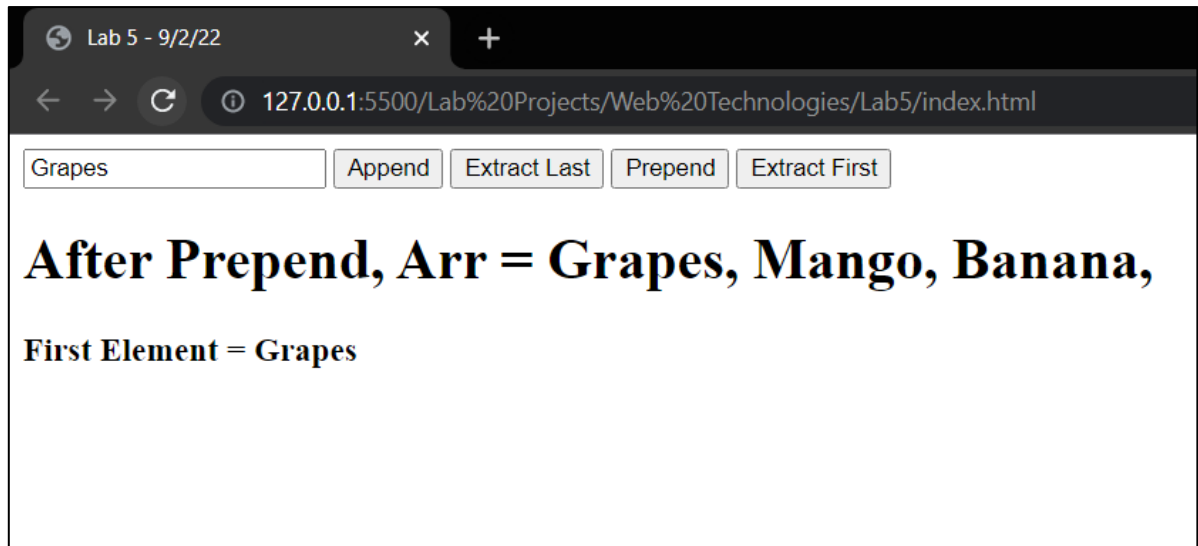 Lab 5 - 9/2/22
127.0.0.1:5500/Lab%20Projects/Web%20Technologies/Lab5/index.html
Grapes Append Extract Last Prepend Extract First
After Prepend, Arr = Grapes, Mango, Banana,
First Element = Grapes